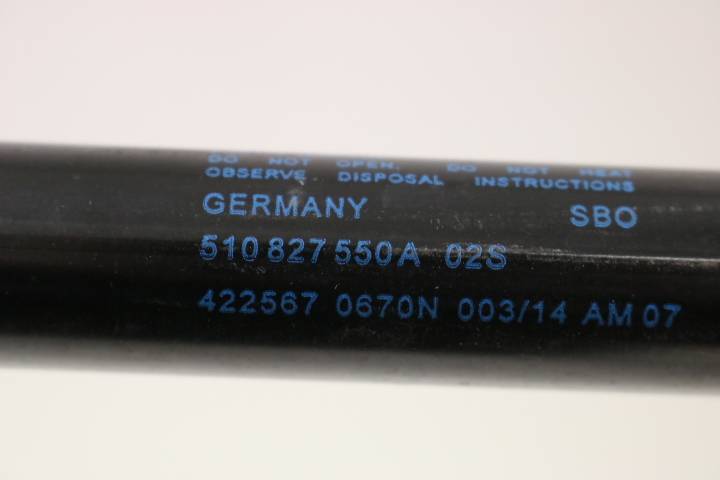 DO NOT OPEN; DO NOT HEAT
OBSERVE DISPOSAL INSTRUCTIONS
GERMANY SBO
510 827 550A 02S
422567 0670N 003/14 AM 07